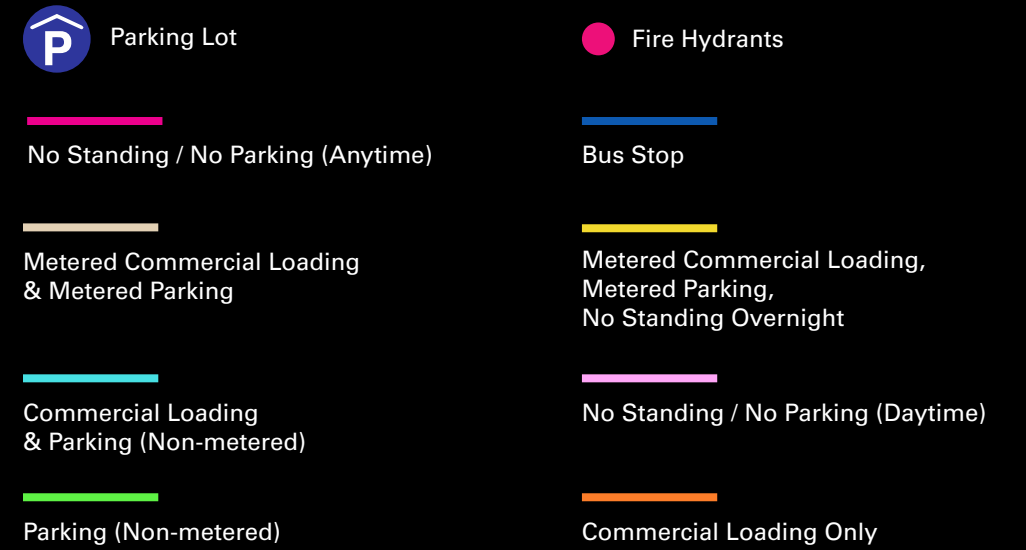 P
Parking Lot
Fire Hydrants
No Standing / No Parking (Anytime)
Bus Stop
Metered Commercial Loading
& Metered Parking
Metered Commercial Loading,
Metered Parking,
No Standing Overnight
Commercial Loading
& Parking (Non-metered)
No Standing / No Parking (Daytime)
Parking (Non-metered)
Commercial Loading Only